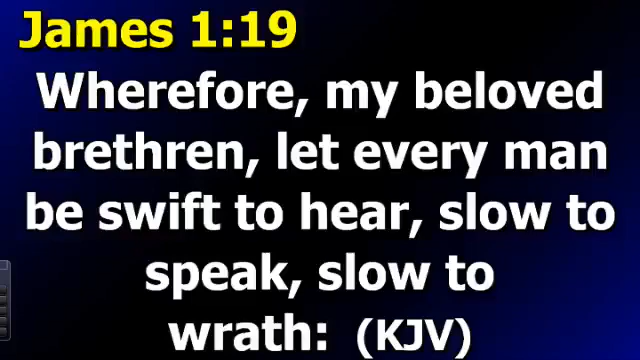 James 1:19
Wherefore, my beloved
brethren, let every man
be swift to hear, slow to
speak, slow to
wrath: (KJV)